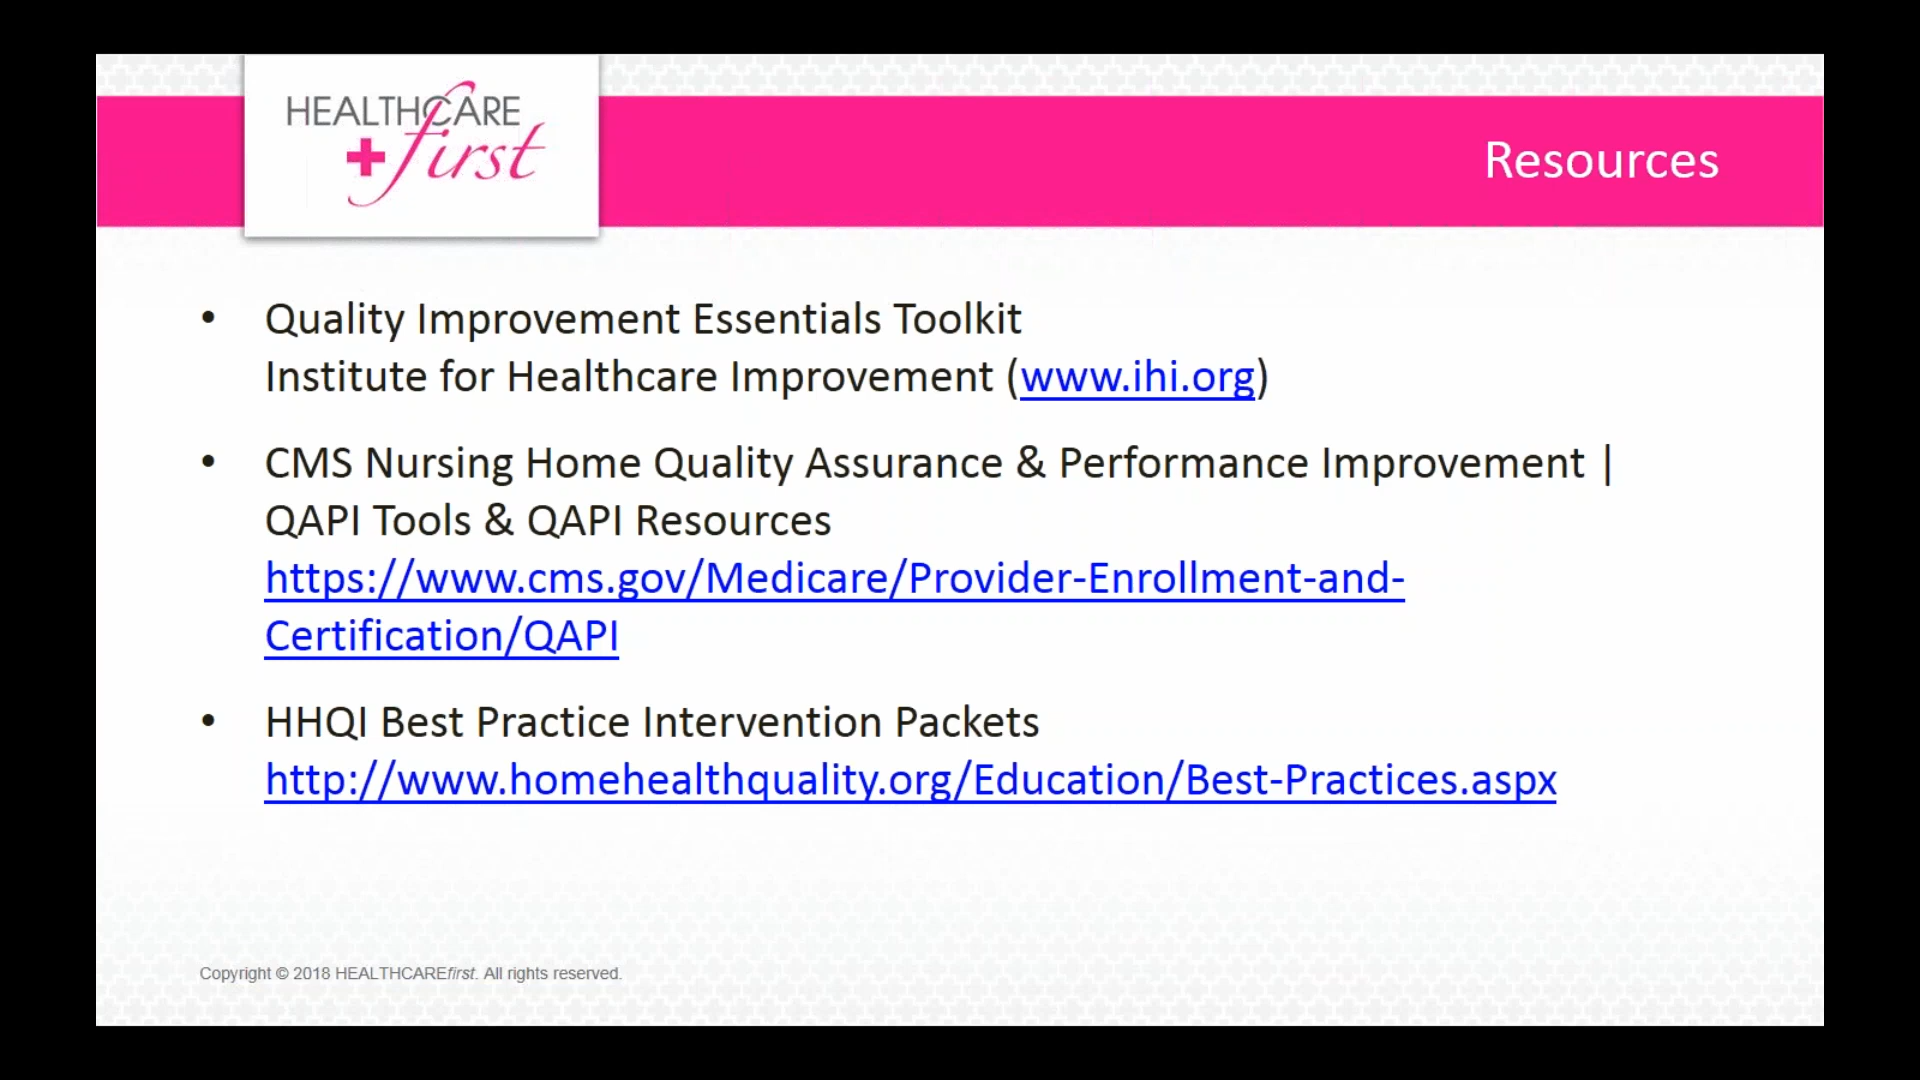 HEALTHCARE
first
Resources
• Quality Improvement Essentials Toolkit
Institute for Healthcare Improvement (www.ihi.org)
• CMS Nursing Home Quality Assurance & Performance Improvement |
QAPI Tools & QAPI Resources
https://www.cms.gov/Medicare/Provider-Enrollment-and-
Certification/QAPI
• HHQI Best Practice Intervention Packets
http://www.homehealthquality.org/Education/Best-Practices.aspx
Copyright © 2018 HEALTHCAREfirst. All rights reserved.